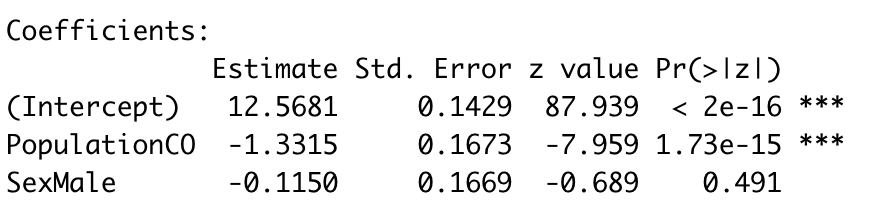 Coefficients:
Estimate Std. Error z value Pr(>|z|)
(Intercept) 12.5681 0.1429 87.939 < 2e-16 ***
PopulationCO -1.3315 0.1673 -7.959 1.73e-15 ***
SexMale -0.1150 0.1669 -0.689 0.491